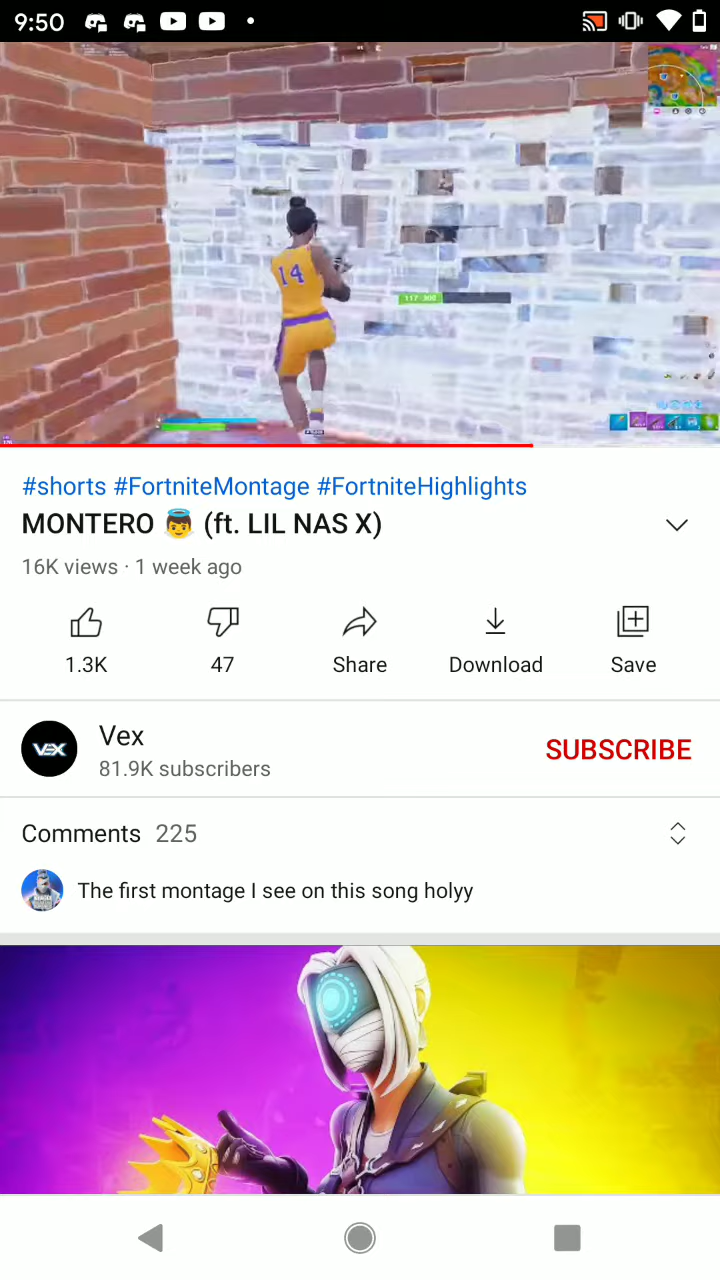 9:50
14
117 300
#shorts #FortniteMontage #FortniteHighlights
MONTERO 👼 (ft. LIL NAS X)
16K views · 1 week ago
1.3K
47
Share
Download
Save
VEX
Vex
81.9K subscribers
SUBSCRIBE
Comments 225
The first montage I see on this song holyy